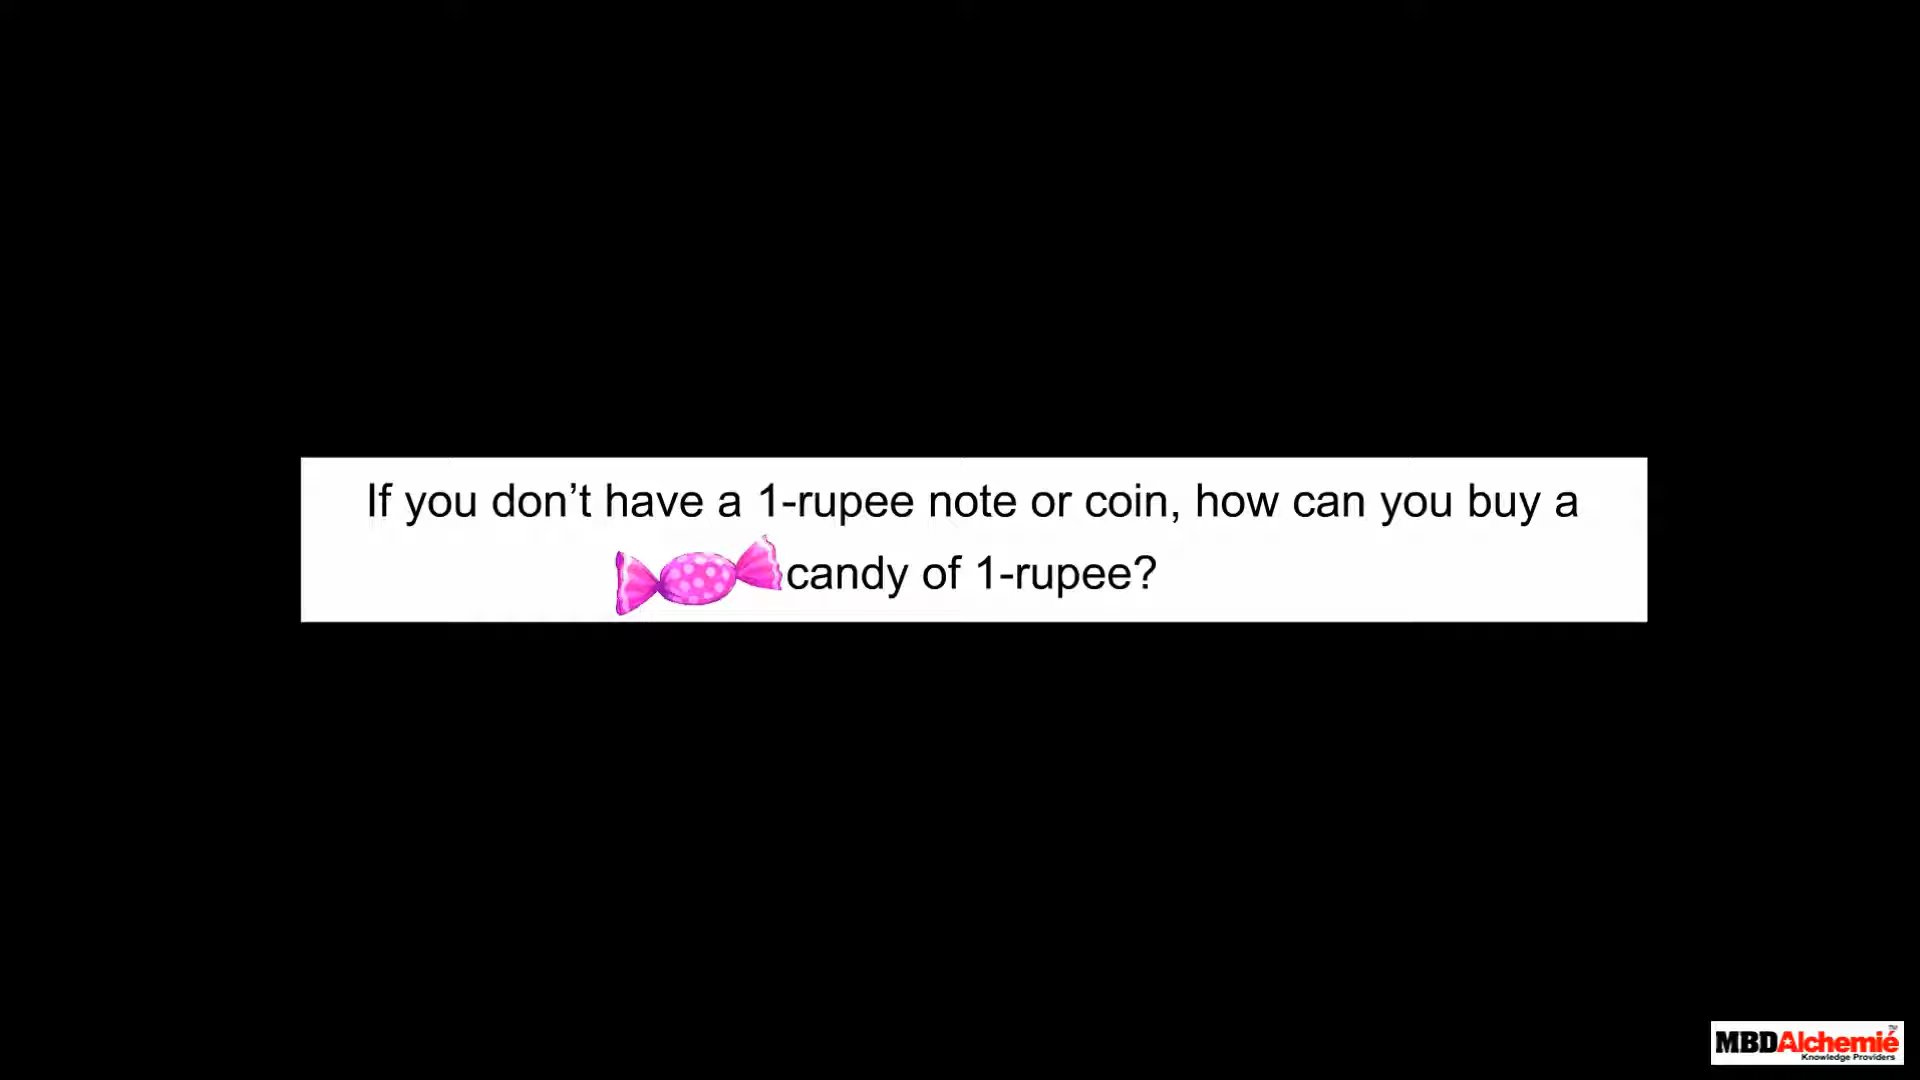 If you don’t have a 1-rupee note or coin, how can you buy a
candy of 1-rupee?
MBDAlchemié™
Knowledge Providers